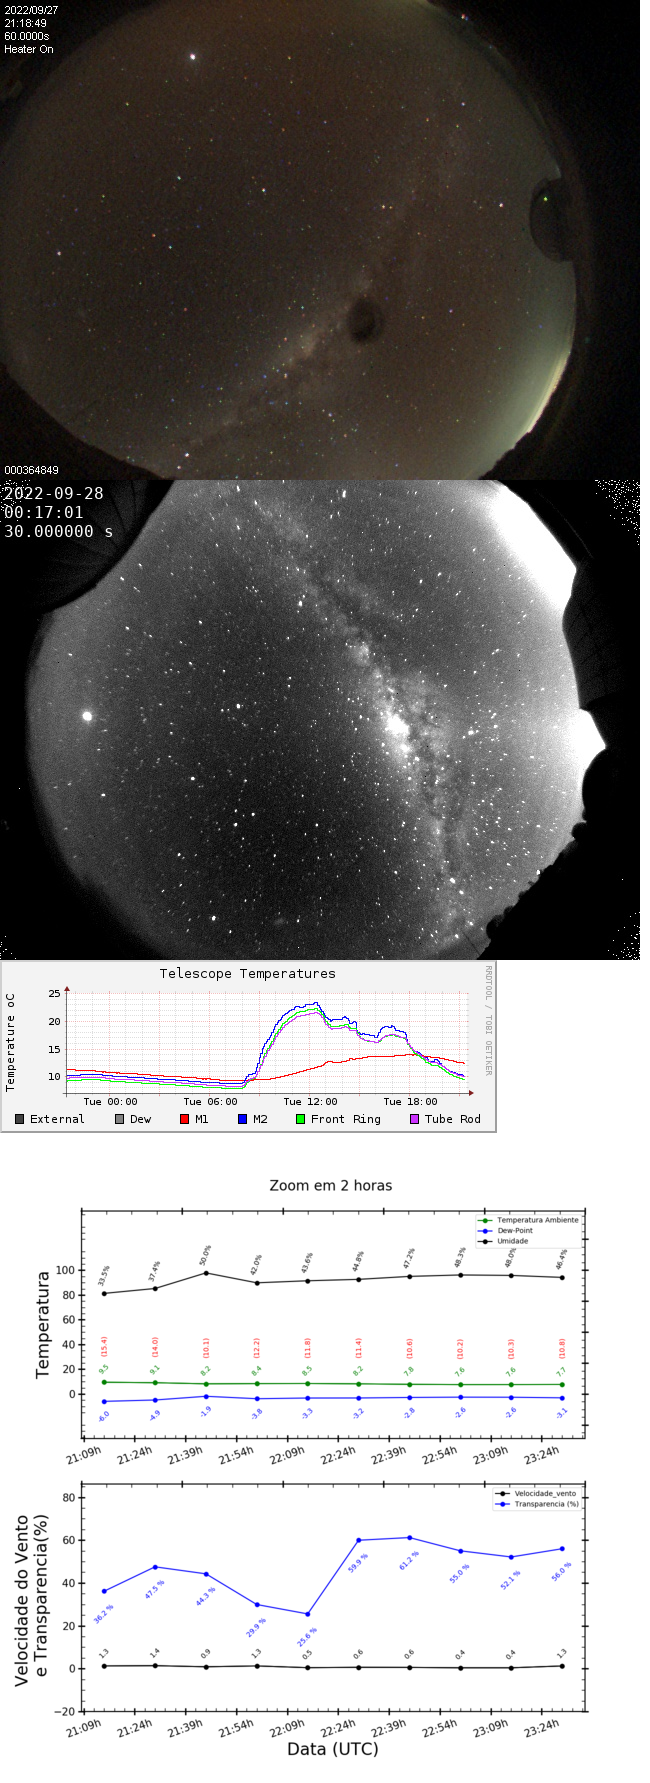 2022/09/27
21:18:49
60.0000s
Heater On
000364849
2022-09-28
00:17:01
30.000000 s
Telescope Temperatures
RRDTOOL / TOBI OETIKER
Temperature oC
25
20
15
10
Tue 00:00 Tue 06:00 Tue 12:00 Tue 18:00
External Dew M1 M2 Front Ring Tube Rod
Zoom em 2 horas
Temperatura Ambiente
Dew-Point
Umidade
Temperatura
100
80
60
40
20
0
33.5% 37.4% 50.0% 42.0% 43.6% 44.8% 47.2% 48.3% 48.0% 46.4%
(15.4) (14.0) (10.1) (12.2) (11.8) (11.4) (10.6) (10.2) (10.3) (10.8)
9.5 9.1 8.2 8.4 8.5 8.2 7.8 7.6 7.6 7.7
-6.0 -4.9 -1.9 -3.8 -3.3 -3.2 -2.8 -2.6 -2.6 -3.1
21:09h 21:24h 21:39h 21:54h 22:09h 22:24h 22:39h 22:54h 23:09h 23:24h
Velocidade_vento
Transparencia (%)
Velocidade do Vento
e Transparencia(%)
80
60
40
20
0
−20
36.2 % 47.5 % 44.3 % 29.9 % 25.6 % 59.9 % 61.2 % 55.0 % 52.1 % 56.0 %
1.3 1.4 0.9 1.3 0.5 0.6 0.6 0.4 0.4 1.3
21:09h 21:24h 21:39h 21:54h 22:09h 22:24h 22:39h 22:54h 23:09h 23:24h
Data (UTC)